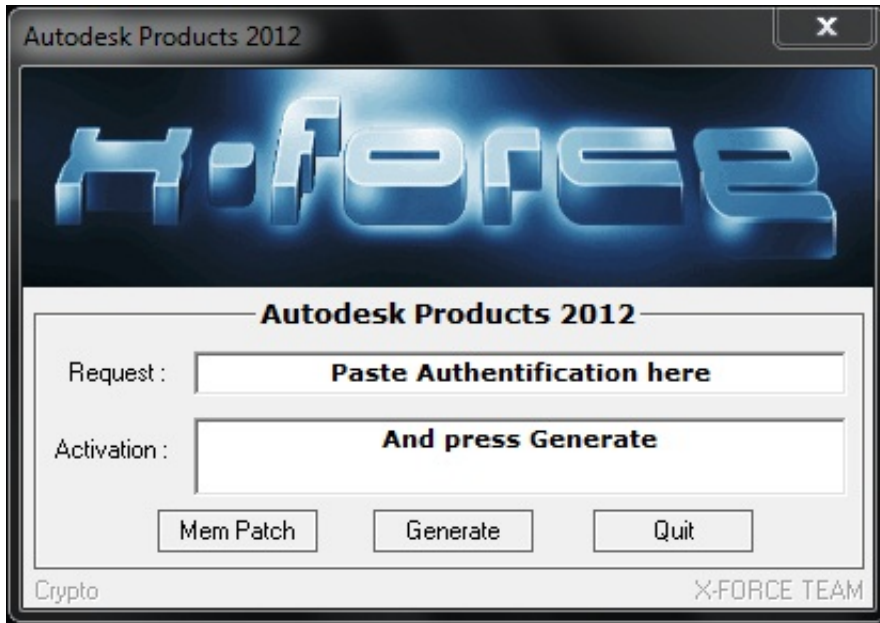 Autodesk Products 2012
X
x-force
Autodesk Products 2012
Request :
Paste Authentification here
Activation :
And press Generate
Mem Patch
Generate
Quit
Crypto
X-FORCE TEAM